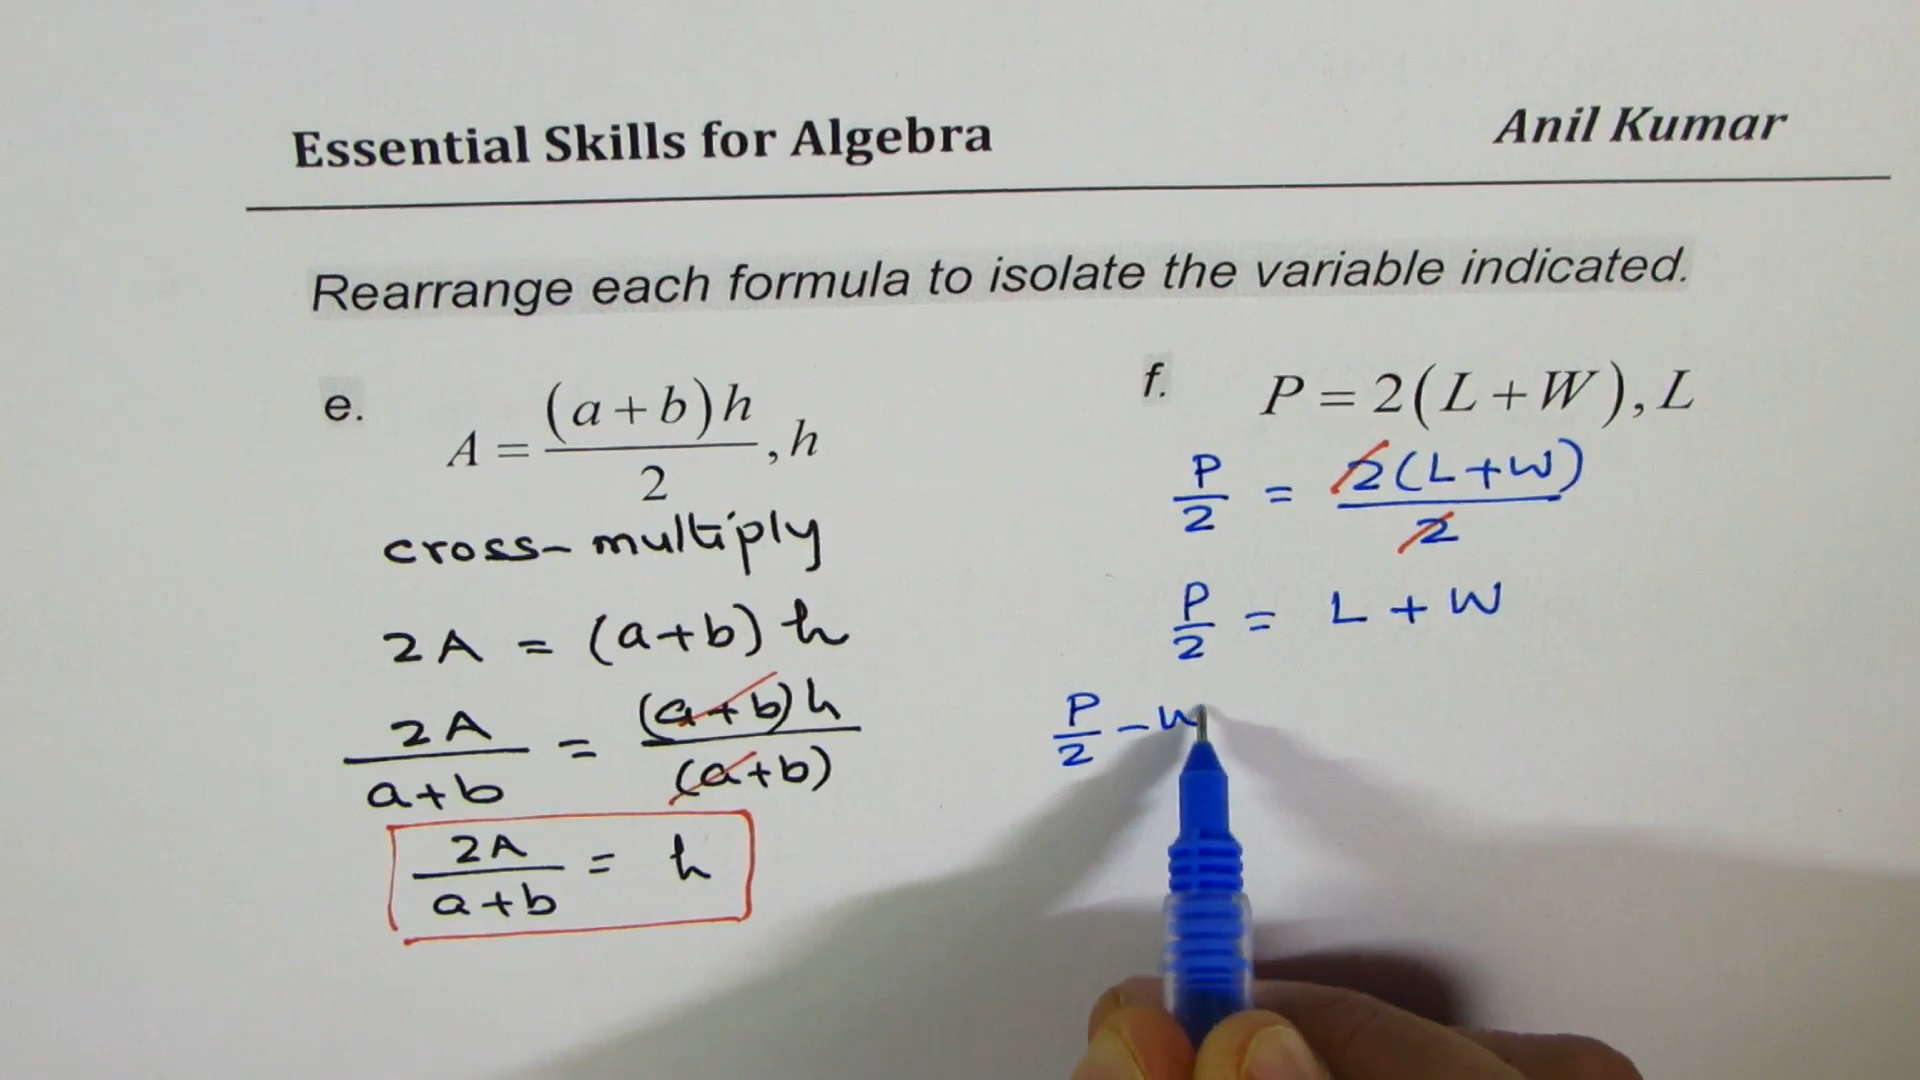 Essential Skills for Algebra
Anil Kumar
Rearrange each formula to isolate the variable indicated.
e.
A = (a+b)h / 2 , h
cross-multiply
2A = (a+b) h
2A / a+b = (a+b)h / (a+b)
2A / a+b = h
f.
P = 2(L+W), L
P/2 = 2(L+W) / 2
P/2 = L + W
P/2 - W